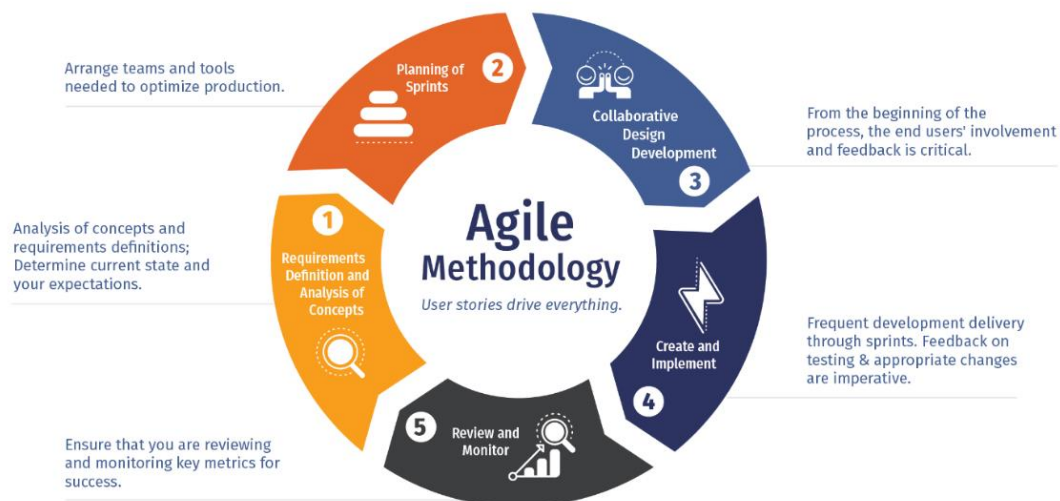 Agile
Methodology
User stories drive everything.
1
Requirements
Definition and
Analysis of
Concepts
Analysis of concepts and
requirements definitions;
Determine current state and
your expectations.
2
Planning of
Sprints
Arrange teams and tools
needed to optimize production.
Collaborative
Design
Development
3
From the beginning of the
process, the end users' involvement
and feedback is critical.
Create and
Implement
4
Frequent development delivery
through sprints. Feedback on
testing & appropriate changes
are imperative.
5
Review and
Monitor
Ensure that you are reviewing
and monitoring key metrics for
success.